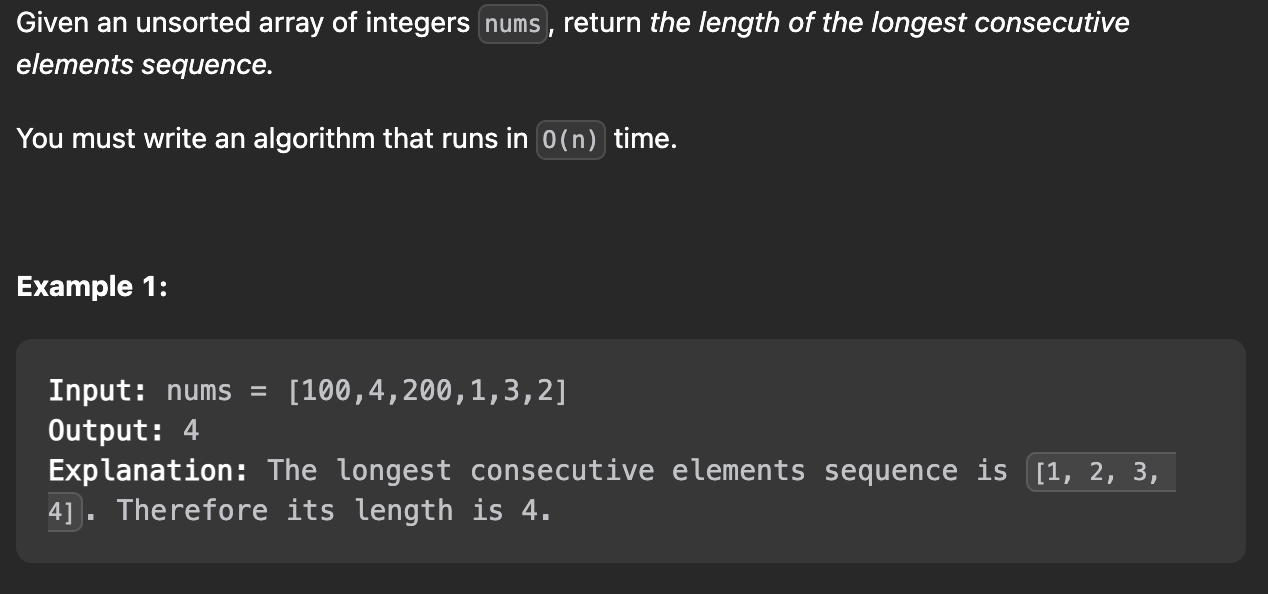 Given an unsorted array of integers nums, return the length of the longest consecutive
elements sequence.
You must write an algorithm that runs in O(n) time.
Example 1:
Input: nums = [100,4,200,1,3,2]
Output: 4
Explanation: The longest consecutive elements sequence is [1, 2, 3,
4]. Therefore its length is 4.